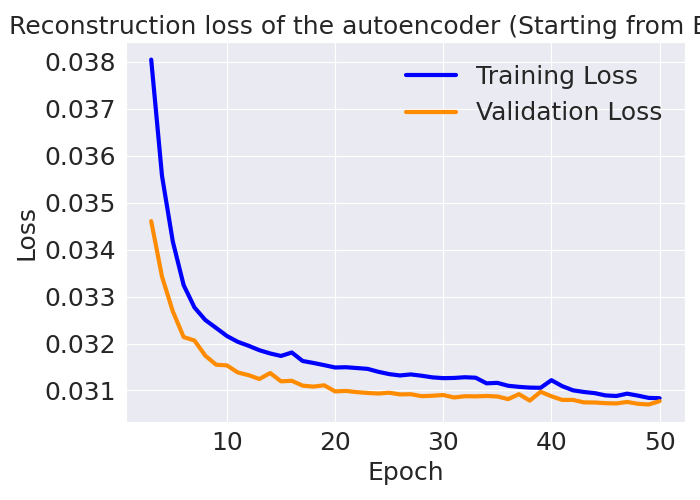 Reconstruction loss of the autoencoder (Starting from
0.038
0.037
0.036
0.035
0.034
0.033
0.032
0.031
Loss
Training Loss
Validation Loss
10 20 30 40 50
Epoch